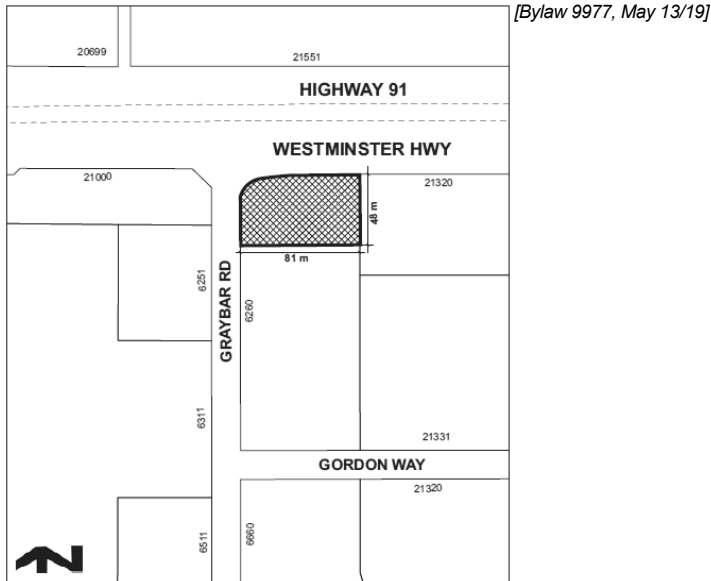 [Bylaw 9977, May 13/19]
20699
21551
HIGHWAY 91
WESTMINSTER HWY
21000
21320
48 m
81 m
6251
GRAYBAR RD
6260
6311
21331
GORDON WAY
21320
6511
6660
N